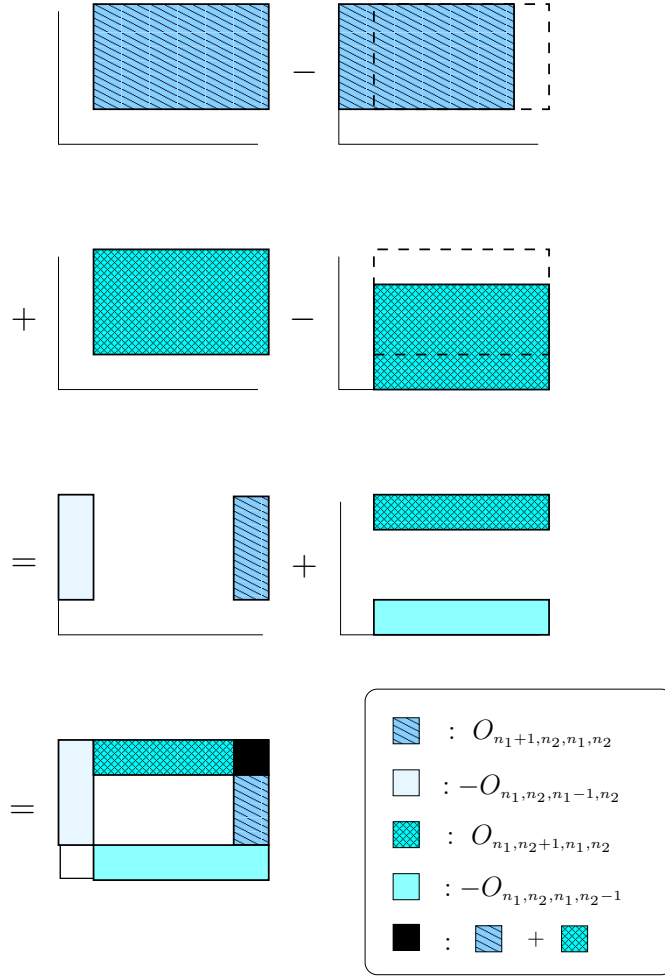 −
+ −
= +
=
: O_{n_1+1,n_2,n_1,n_2}
: −O_{n_1,n_2,n_1−1,n_2}
: O_{n_1,n_2+1,n_1,n_2}
: −O_{n_1,n_2,n_1,n_2−1}
: +